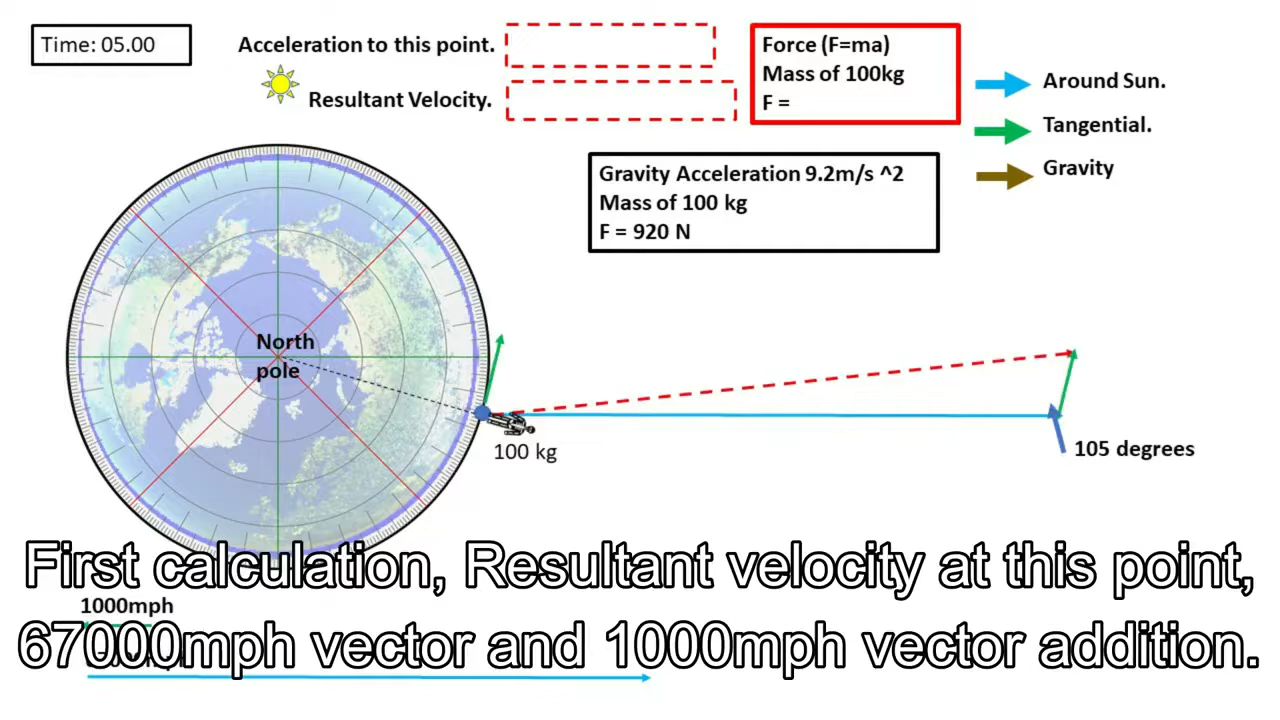 Time: 05.00
Acceleration to this point.
Resultant Velocity.
Force (F=ma)
Mass of 100kg
F =
Around Sun.
Tangential.
Gravity
Gravity Acceleration 9.2m/s ^2
Mass of 100 kg
F = 920 N
North
pole
100 kg
105 degrees
First calculation, Resultant velocity at this point,
1000mph
67000mph vector and 1000mph vector addition.